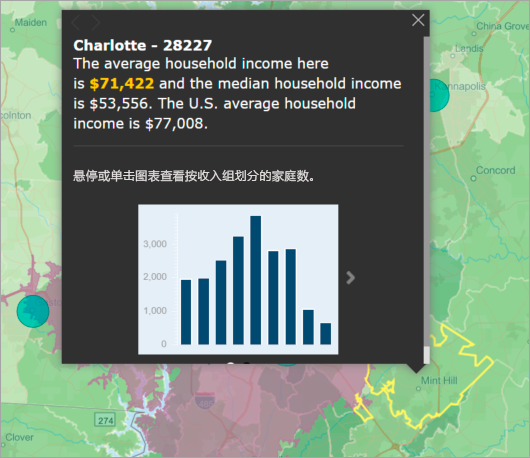 Maiden
China Grov
Landis
Kannapolis
colnton
Concord
Charlotte - 28227
The average household income here
is $71,422 and the median household income
is $53,556. The U.S. average household
income is $77,008.
悬停或单击图表查看按收入组划分的家庭数。
3,000
2,000
1,000
0
Mint Hill
274
485
Clover